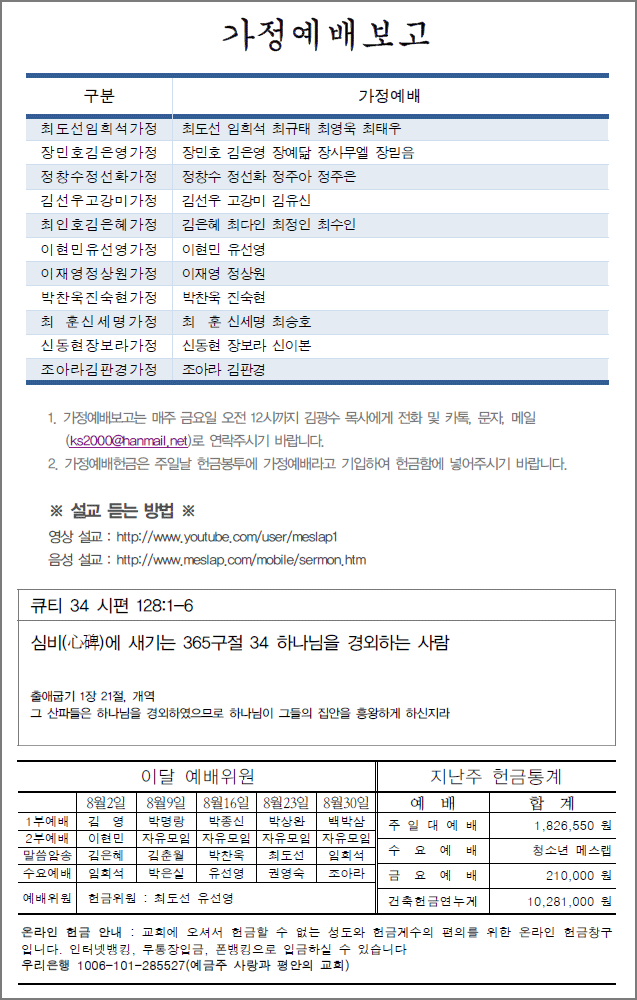 가정예배보고
구분 가정예배
최도선임희석가정 최도선 임희석 최규태 최영욱 최태우
장민호김은영가정 장민호 김은영 장예닮 장사무엘 장믿음
정창수정선화가정 정창수 정선화 정주아 정주은
김선우고강미가정 김선우 고강미 김유신
최인호김은혜가정 김은혜 최다인 최정인 최수인
이현민유선영가정 이현민 유선영
이재영정상원가정 이재영 정상원
박찬욱진숙현가정 박찬욱 진숙현
최 훈신세명가정 최 훈 신세명 최승호
신동현장보라가정 신동현 장보라 신이본
조아라김판경가정 조아라 김판경
1. 가정예배보고는 매주 금요일 오전 12시까지 김광수 목사에게 전화 및 카톡, 문자, 메일
(ks2000@hanmail.net)로 연락주시기 바랍니다.
2. 가정예배헌금은 주일날 헌금봉투에 가정예배라고 기입하여 헌금함에 넣어주시기 바랍니다.
※ 설교 듣는 방법 ※
영상 설교 : http://www.youtube.com/user/meslap1
음성 설교 : http://www.meslap.com/mobile/sermon.htm
큐티 34 시편 128:1-6
심비(心碑)에 새기는 365구절 34 하나님을 경외하는 사람
출애굽기 1장 21절, 개역
그 산파들은 하나님을 경외하였으므로 하나님이 그들의 집안을 흥왕하게 하신지라
이달 예배위원
8월2일 8월9일 8월16일 8월23일 8월30일
1부예배 김 영 박명랑 박종신 박상완 백박삼
2부예배 이현민 자유모임 자유모임 자유모임 자유모임
말씀암송 김은혜 김춘월 박찬욱 최도선 임희석
수요예배 임희석 박은실 유선영 권영숙 조아라
예배위원 헌금위원 : 최도선 유선영
지난주 헌금통계
예 배 합 계
주 일 대 예 배 1,826,550 원
수 요 예 배 청소년 메스랩
금 요 예 배 210,000 원
건축헌금연누계 10,281,000 원
온라인 헌금 안내 : 교회에 오셔서 헌금할 수 없는 성도와 헌금계수의 편의를 위한 온라인 헌금창구
입니다. 인터넷뱅킹, 무통장입금, 폰뱅킹으로 입금하실 수 있습니다
우리은행 1006-101-285527(예금주 사랑과 평안의 교회)